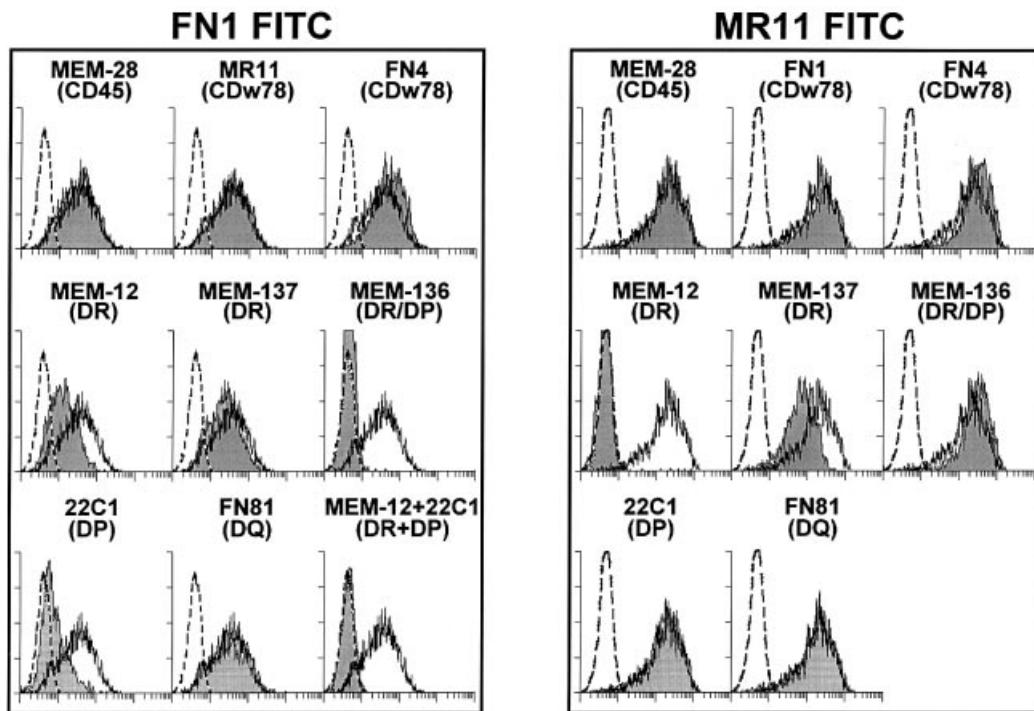 FN1 FITC
MEM-28 MR11 FN4
(CD45) (CDw78) (CDw78)
MEM-12 MEM-137 MEM-136
(DR) (DR) (DR/DP)
22C1 FN81 MEM-12+22C1
(DP) (DQ) (DR+DP)
MR11 FITC
MEM-28 FN1 FN4
(CD45) (CDw78) (CDw78)
MEM-12 MEM-137 MEM-136
(DR) (DR) (DR/DP)
22C1 FN81
(DP) (DQ)